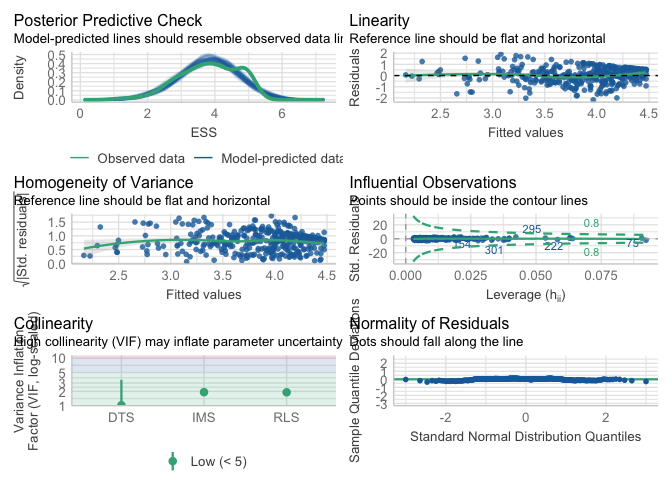 Posterior Predictive Check
Model-predicted lines should resemble observed data lin
Density
0.5
0.4
0.3
0.2
0.1
0.0
0 2 4 6
ESS
Observed data Model-predicted data
Linearity
Reference line should be flat and horizontal
Residuals
2
1
0
-2
2.5 3.0 3.5 4.0 4.5
Fitted values
Homogeneity of Variance
Reference line should be flat and horizontal
√|Std. residuals|
1.5
1.0
0.5
0.0
2.5 3.0 3.5 4.0 4.5
Fitted values
Influential Observations
Points should be inside the contour lines
Std. Residuals
20
0
-20
0.8
295
301
222
75
0.8
0.000 0.025 0.050 0.075
Leverage (hii)
Collinearity
High collinearity (VIF) may inflate parameter uncertainty
Variance Inflation
Factor (VIF, log-scaled)
10
5
3
2
1
DTS IMS RLS
Low (< 5)
Normality of Residuals
Dots should fall along the line
Sample Quantile Deviations
2
1
0
-2
-3
-2 0 2
Standard Normal Distribution Quantiles